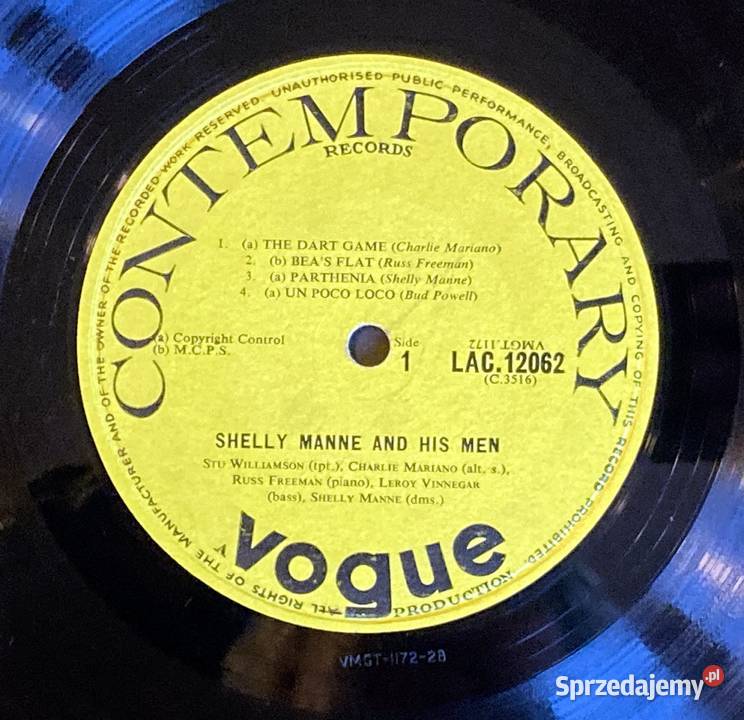 ALL RIGHTS OF THE MANUFACTURER AND OF THE OWNER OF THE RECORDED WORK RESERVED. UNAUTHORISED PUBLIC PERFORMANCE, BROADCASTING AND COPYING OF THIS RECORD PROHIBITED.
CONTEMPORARY
RECORDS
1. (a) THE DART GAME (Charlie Mariano)
2. (b) BEA'S FLAT (Russ Freeman)
3. (a) PARTHENIA (Shelly Manne)
4. (a) UN POCO LOCO (Bud Powell)
(a) Copyright Control
(b) M.C.P.S.
Side
1
VMGT.1172
LAC.12062
(C.3516)
SHELLY MANNE AND HIS MEN
STU WILLIAMSON (tpt.), CHARLIE MARIANO (alt. s.),
RUSS FREEMAN (piano), LEROY VINNEGAR
(bass), SHELLY MANNE (dms.)
A
vogue
PRODUCTION
VMGT-1172-2B
Sprzedajemy.pl